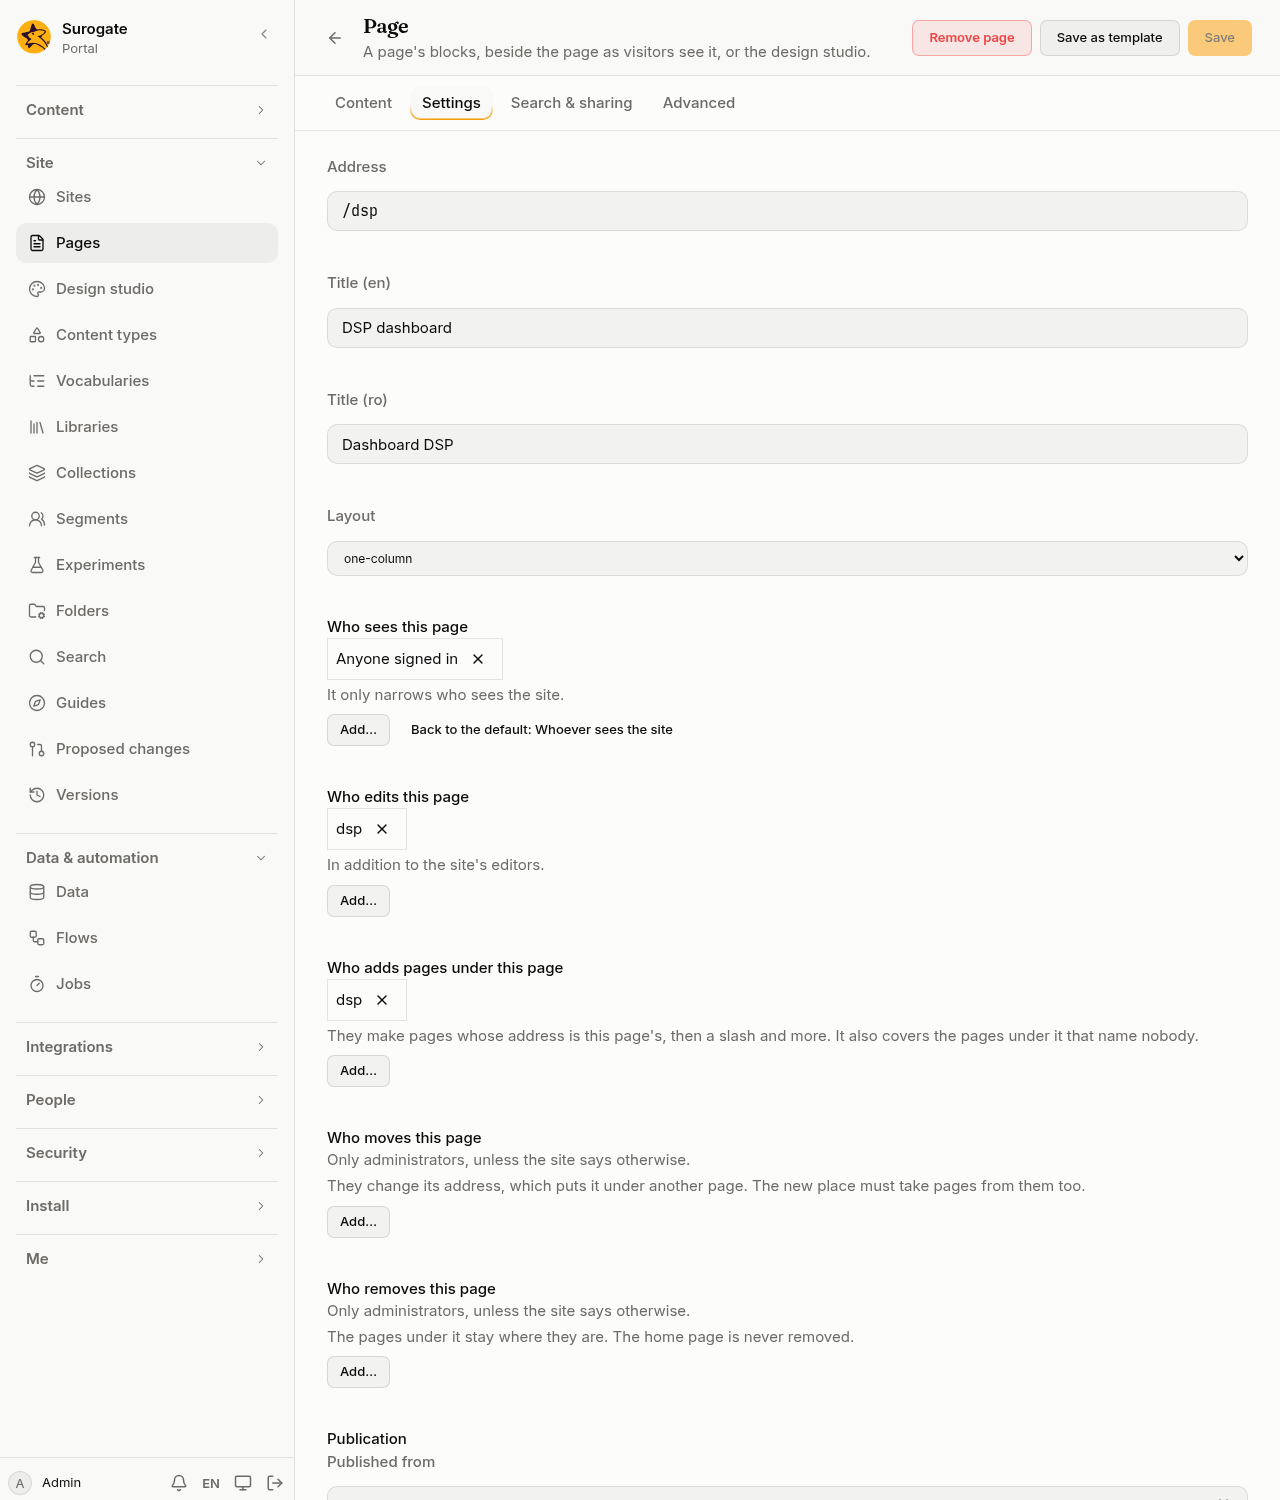 Surogate
Portal
Content
Site
Sites
Pages
Design studio
Content types
Vocabularies
Libraries
Collections
Segments
Experiments
Folders
Search
Guides
Proposed changes
Versions
Data & automation
Data
Flows
Jobs
Integrations
People
Security
Install
Me
A Admin EN
Page
A page's blocks, beside the page as visitors see it, or the design studio.
Remove page Save as template Save
Content Settings Search & sharing Advanced
Address
/dsp
Title (en)
DSP dashboard
Title (ro)
Dashboard DSP
Layout
one-column
Who sees this page
Anyone signed in ✕
It only narrows who sees the site.
Add... Back to the default: Whoever sees the site
Who edits this page
dsp ✕
In addition to the site's editors.
Add...
Who adds pages under this page
dsp ✕
They make pages whose address is this page's, then a slash and more. It also covers the pages under it that name nobody.
Add...
Who moves this page
Only administrators, unless the site says otherwise.
They change its address, which puts it under another page. The new place must take pages from them too.
Add...
Who removes this page
Only administrators, unless the site says otherwise.
The pages under it stay where they are. The home page is never removed.
Add...
Publication
Published from